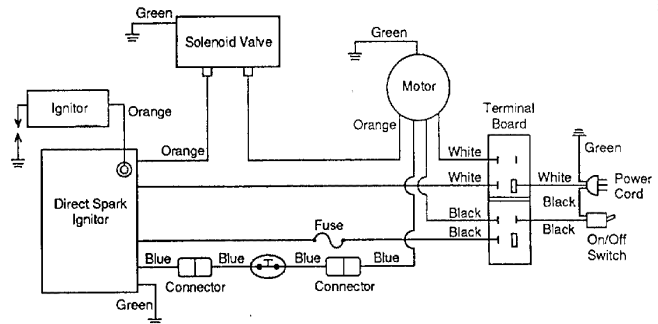 Green
Solenoid Valve
Green
Motor
Ignitor
Orange
Orange
Terminal
Board
Green
Orange
White
White
White
Power
Cord
Direct Spark
Ignitor
Black
Black
Black
Fuse
Black
On/Off
Switch
Blue
Blue
T
Blue
Blue
Connector
Connector
Green